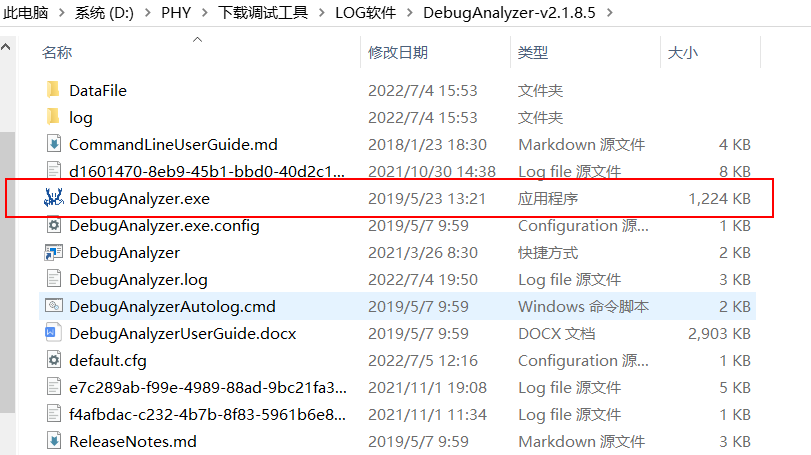 此电脑 > 系统 (D:) > PHY > 下载调试工具 > LOG软件 > DebugAnalyzer-v2.1.8.5 >
名称 修改日期 类型 大小
DataFile 2022/7/4 15:53 文件夹
log 2022/7/4 15:53 文件夹
CommandLineUserGuide.md 2018/1/23 18:30 Markdown 源文件 4 KB
d1601470-8eb9-45b1-bbd0-40d2c1... 2021/10/30 14:38 Log file 源文件 8 KB
DebugAnalyzer.exe 2019/5/23 13:21 应用程序 1,224 KB
DebugAnalyzer.exe.config 2019/5/7 9:59 Configuration 源... 1 KB
DebugAnalyzer 2021/3/26 8:30 快捷方式 2 KB
DebugAnalyzer.log 2022/7/4 19:50 Log file 源文件 3 KB
DebugAnalyzerAutolog.cmd 2019/5/7 9:59 Windows 命令脚本 2 KB
DebugAnalyzerUserGuide.docx 2019/5/7 9:59 DOCX 文档 2,903 KB
default.cfg 2022/7/5 12:16 Configuration 源... 1 KB
e7c289ab-f99e-4989-88ad-9bc21fa3... 2021/11/1 19:08 Log file 源文件 5 KB
f4afbdac-c232-4b7b-8f83-5961b6e8... 2021/11/1 11:34 Log file 源文件 1 KB
ReleaseNotes.md 2019/5/7 9:59 Markdown 源文件 3 KB